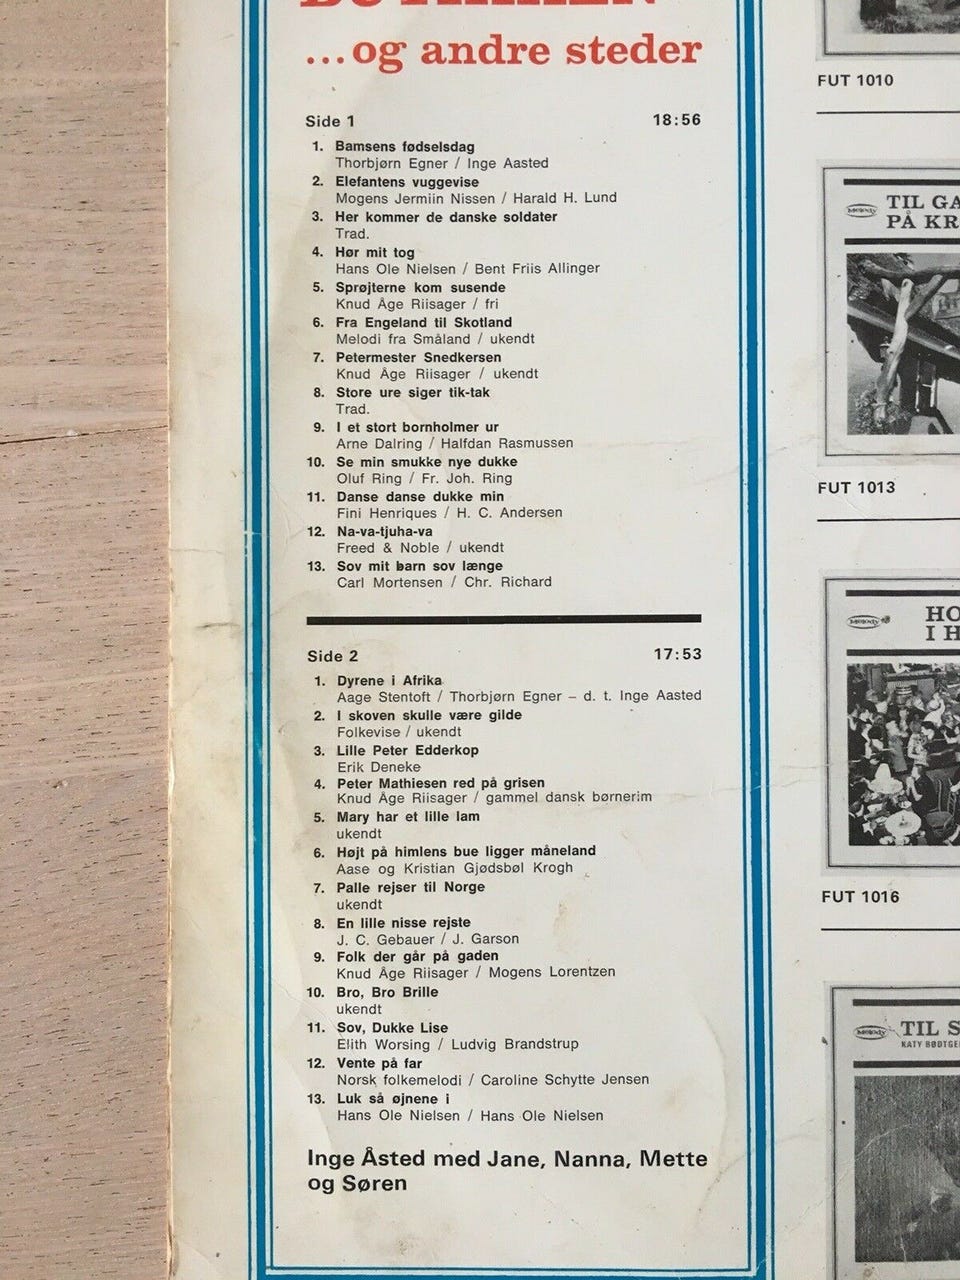 ...og andre steder
Side 1 18:56
1. Bamsens fødselsdag
Thorbjørn Egner / Inge Aasted
2. Elefantens vuggevise
Mogens Jermiin Nissen / Harald H. Lund
3. Her kommer de danske soldater
Trad.
4. Hør mit tog
Hans Ole Nielsen / Bent Friis Allinger
5. Sprøjterne kom susende
Knud Åge Riisager / fri
6. Fra Engeland til Skotland
Melodi fra Småland / ukendt
7. Petermester Snedkersen
Knud Åge Riisager / ukendt
8. Store ure siger tik-tak
Trad.
9. I et stort bornholmer ur
Arne Dalring / Halfdan Rasmussen
10. Se min smukke nye dukke
Oluf Ring / Fr. Joh. Ring
11. Danse danse dukke min
Fini Henriques / H. C. Andersen
12. Na-va-tjuha-va
Freed & Noble / ukendt
13. Sov mit barn sov længe
Carl Mortensen / Chr. Richard
Side 2 17:53
1. Dyrene i Afrika
Aage Stentoft / Thorbjørn Egner – d. t. Inge Aasted
2. I skoven skulle være gilde
Folkevise / ukendt
3. Lille Peter Edderkop
Erik Deneke
4. Peter Mathiesen red på grisen
Knud Åge Riisager / gammel dansk børnerim
5. Mary har et lille lam
ukendt
6. Højt på himlens bue ligger måneland
Aase og Kristian Gjødsbøl Krogh
7. Palle rejser til Norge
ukendt
8. En lille nisse rejste
J. C. Gebauer / J. Garson
9. Folk der går på gaden
Knud Åge Riisager / Mogens Lorentzen
10. Bro, Bro Brille
ukendt
11. Sov, Dukke Lise
Elith Worsing / Ludvig Brandstrup
12. Vente på far
Norsk folkemelodi / Caroline Schytte Jensen
13. Luk så øjnene i
Hans Ole Nielsen / Hans Ole Nielsen
Inge Åsted med Jane, Nanna, Mette
og Søren
FUT 1010
Melody
TIL GA
PÅ KR
FUT 1013
Melody
HO
I H
FUT 1016
Melody
TIL S
KATY BØDTGE